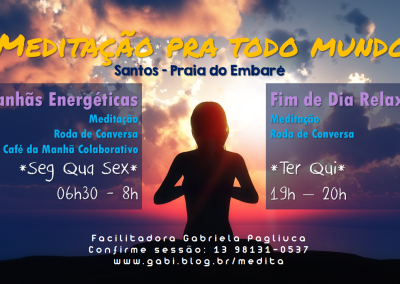 MEDITAÇÃO PRA TODO MUNDO
Santos - Praia do Embaré
anhãs Energéticas
Meditação
Roda de Conversa
Café da Manhã Colaborativo
*Seg Qua Sex*
06h30 - 8h
Fim de Dia Relax
Meditação
Roda de Conversa
*Ter Qui*
19h – 20h
Facilitadora Gabriela Pagliuca
Confirme sessão: 13 98131-0537
www.gabi.blog.br/medita